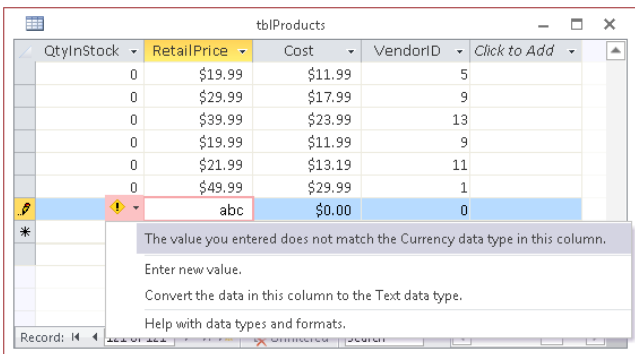 tblProducts
QtyInStock RetailPrice Cost VendorID Click to Add
0 $19.99 $11.99 5
0 $29.99 $17.99 9
0 $39.99 $23.99 13
0 $19.99 $11.99 9
0 $21.99 $13.19 11
0 $49.99 $29.99 1
abc $0.00 0
The value you entered does not match the Currency data type in this column.
Enter new value.
Convert the data in this column to the Text data type.
Help with data types and formats.
Record: 121 of 121 Unfiltered Search